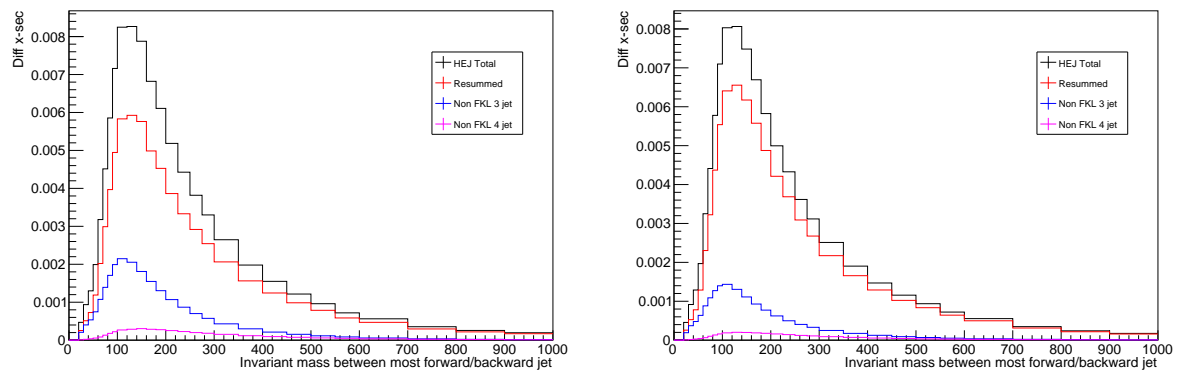 Diff x-sec
0.008
0.007
0.006
0.005
0.004
0.003
0.002
0.001
0
HEJ Total
Resummed
Non FKL 3 jet
Non FKL 4 jet
0 100 200 300 400 500 600 700 800 900 1000
Invariant mass between most forward/backward jet
Diff x-sec
0.008
0.007
0.006
0.005
0.004
0.003
0.002
0.001
0
HEJ Total
Resummed
Non FKL 3 jet
Non FKL 4 jet
0 100 200 300 400 500 600 700 800 900 1000
Invariant mass between most forward/backward jet